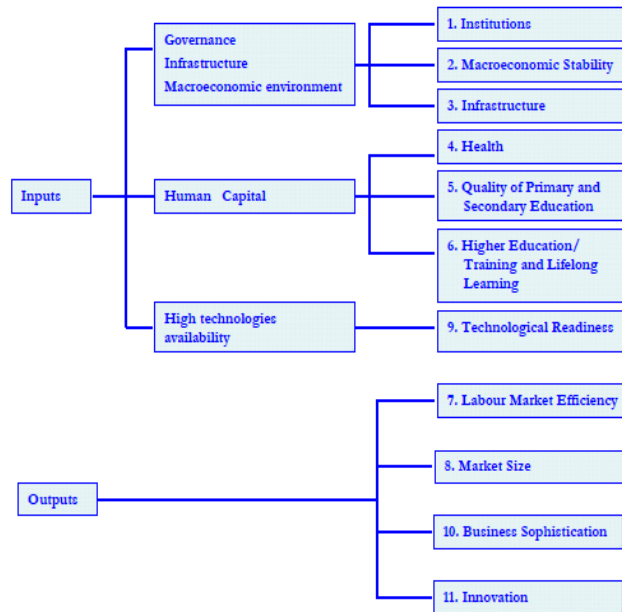 Governance
Infrastructure
Macroeconomic environment
1. Institutions
2. Macroeconomic Stability
3. Infrastructure
Inputs
Human Capital
4. Health
5. Quality of Primary and
Secondary Education
6. Higher Education/
Training and Lifelong
Learning
High technologies
availability
9. Technological Readiness
Outputs
7. Labour Market Efficiency
8. Market Size
10. Business Sophistication
11. Innovation